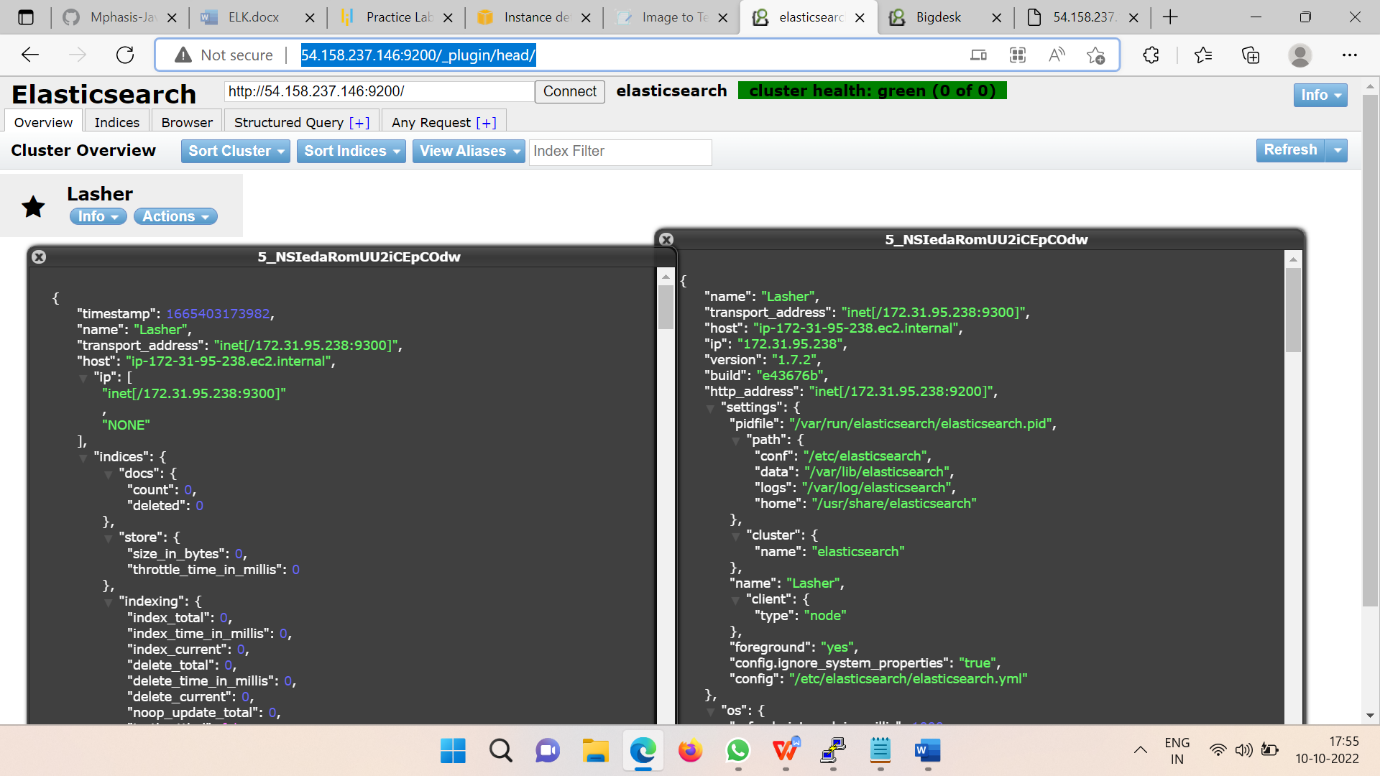 Mphasis-Jav
ELK.docx
Practice Lab
Instance de
Image to Te
elasticsearc
Bigdesk
54.158.237.
Not secure
54.158.237.146:9200/_plugin/head/
Elasticsearch
http://54.158.237.146:9200/
Connect
elasticsearch
cluster health: green (0 of 0)
Info
Overview
Indices
Browser
Structured Query [+]
Any Request [+]
Cluster Overview
Sort Cluster
Sort Indices
View Aliases
Index Filter
Refresh
Lasher
Info
Actions
5_NSIedaRomUU2iCEpCOdw
{
"timestamp": 1665403173982,
"name": "Lasher",
"transport_address": "inet[/172.31.95.238:9300]",
"host": "ip-172-31-95-238.ec2.internal",
"ip": [
"inet[/172.31.95.238:9300]"
,
"NONE"
],
"indices": {
"docs": {
"count": 0,
"deleted": 0
},
"store": {
"size_in_bytes": 0,
"throttle_time_in_millis": 0
},
"indexing": {
"index_total": 0,
"index_time_in_millis": 0,
"index_current": 0,
"delete_total": 0,
"delete_time_in_millis": 0,
"delete_current": 0,
"noop_update_total": 0,
5_NSIedaRomUU2iCEpCOdw
{
"name": "Lasher",
"transport_address": "inet[/172.31.95.238:9300]",
"host": "ip-172-31-95-238.ec2.internal",
"ip": "172.31.95.238",
"version": "1.7.2",
"build": "e43676b",
"http_address": "inet[/172.31.95.238:9200]",
"settings": {
"pidfile": "/var/run/elasticsearch/elasticsearch.pid",
"path": {
"conf": "/etc/elasticsearch",
"data": "/var/lib/elasticsearch",
"logs": "/var/log/elasticsearch",
"home": "/usr/share/elasticsearch"
},
"cluster": {
"name": "elasticsearch"
},
"name": "Lasher",
"client": {
"type": "node"
},
"foreground": "yes",
"config.ignore_system_properties": "true",
"config": "/etc/elasticsearch/elasticsearch.yml"
},
"os": {
ENG
IN
17:55
10-10-2022